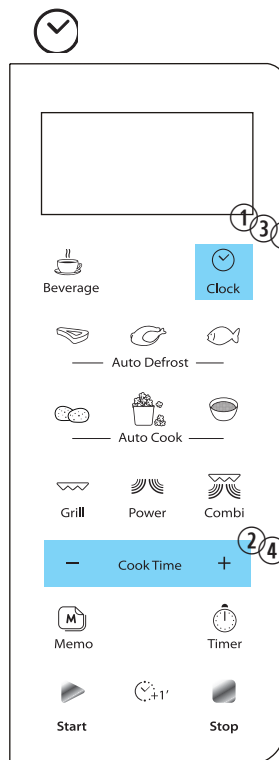 1
3
Beverage
Clock
Auto Defrost
Auto Cook
Grill Power Combi
2
4
− Cook Time +
M
Memo
Timer
+1'
Start
Stop